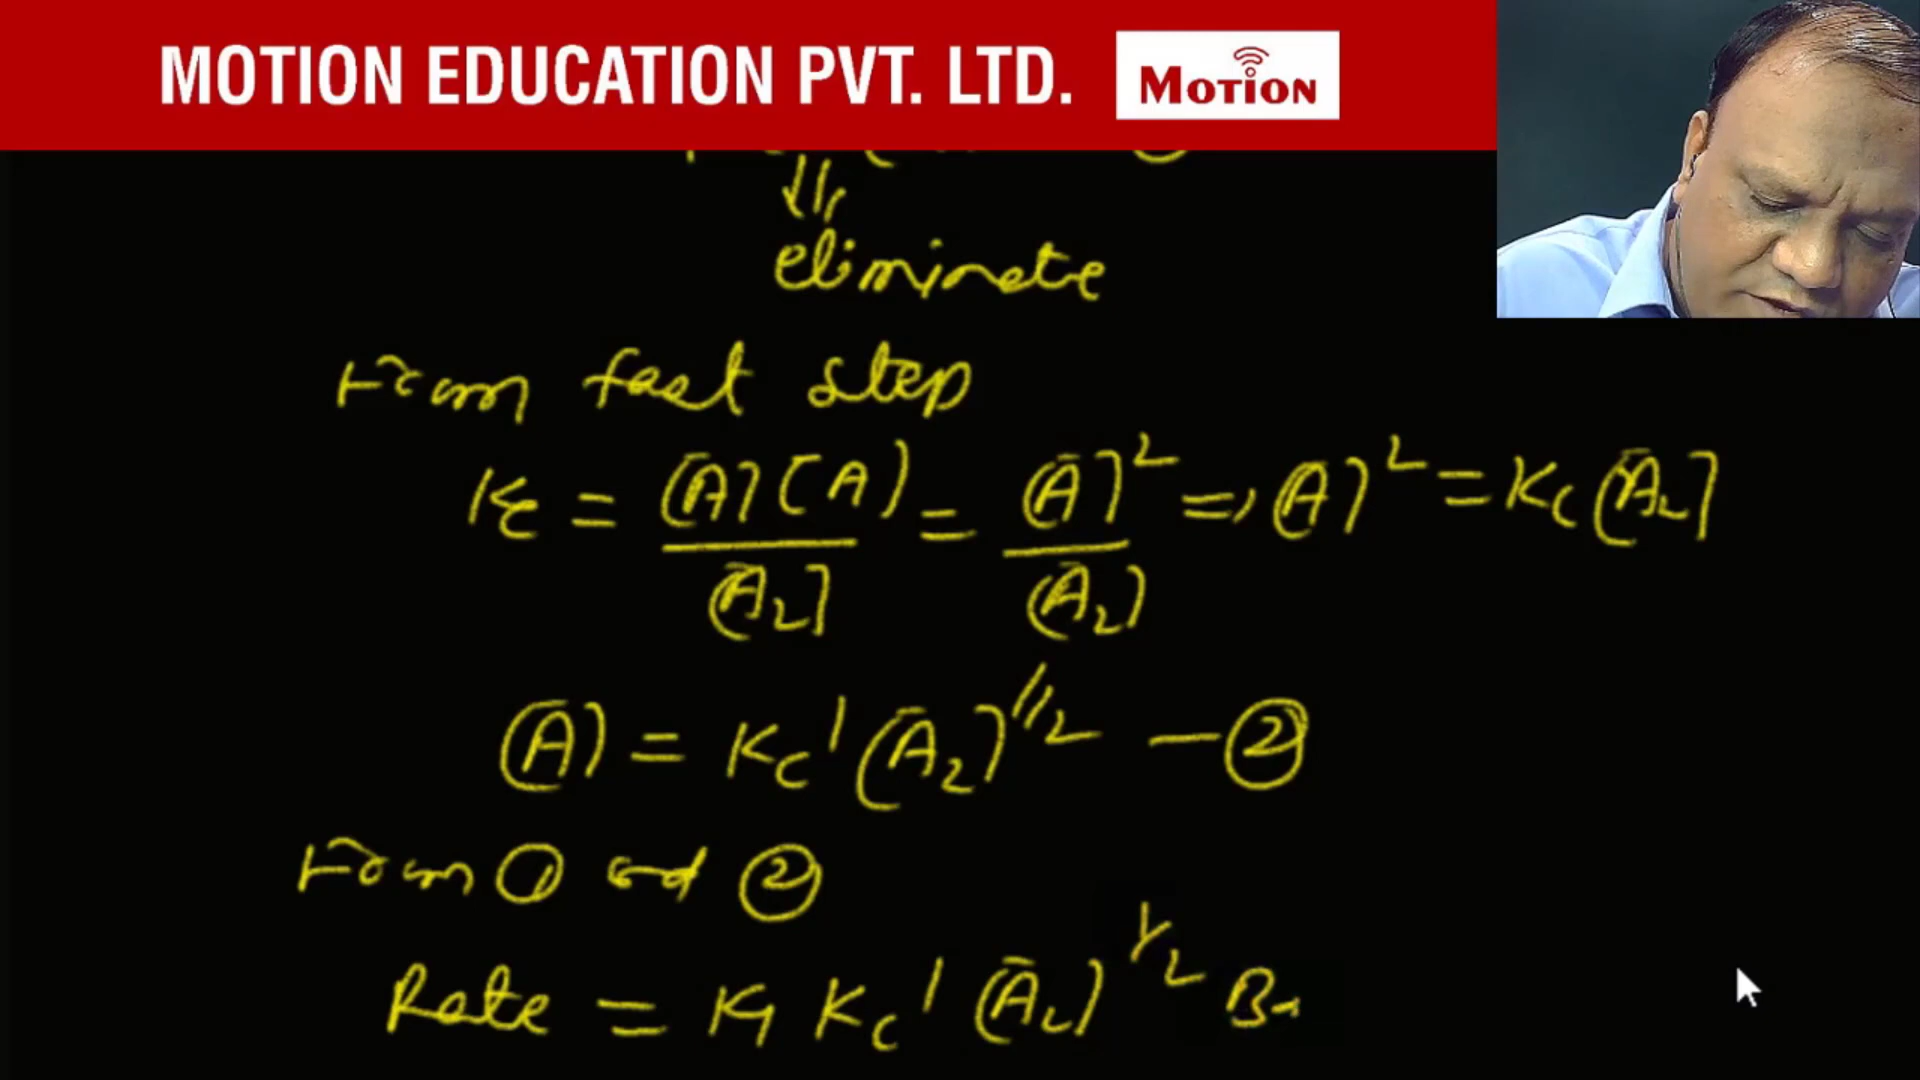 MOTION EDUCATION PVT. LTD. MOTION
eliminate
From fast step
Kc = [A][A] / [A2] = [A]^2 / [A2] => [A]^2 = Kc[A2]
[A] = Kc' [A2]^1/2 — ②
From ① and ②
Rate = K1 Kc' [A2]^1/2 B2